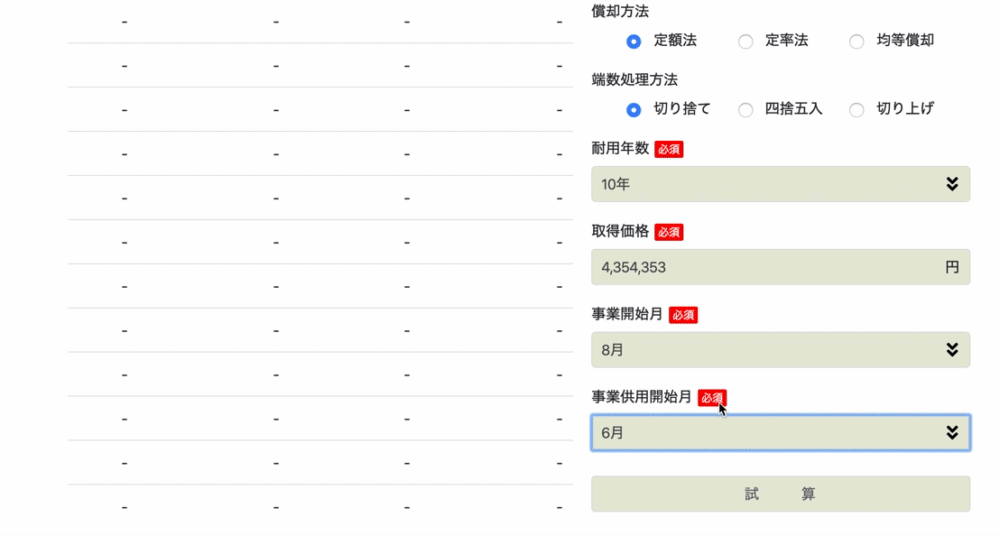 - - - -
- - - -
- - - -
- - - -
- - - -
- - - -
- - - -
- - - -
- - - -
- - - -
- - - -
- - - -
償却方法
定額法 定率法 均等償却
端数処理方法
切り捨て 四捨五入 切り上げ
耐用年数 必須
10年
取得価格 必須
4,354,353 円
事業開始月 必須
8月
事業供用開始月 必須
6月
試 算